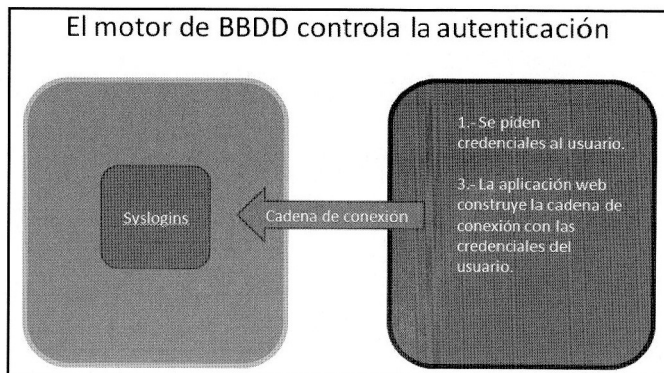 El motor de BBDD controla la autenticación
Syslogins
Cadena de conexión
1.- Se piden
credenciales al usuario.
3.- La aplicación web
construye la cadena de
conexión con las
credenciales del
usuario.